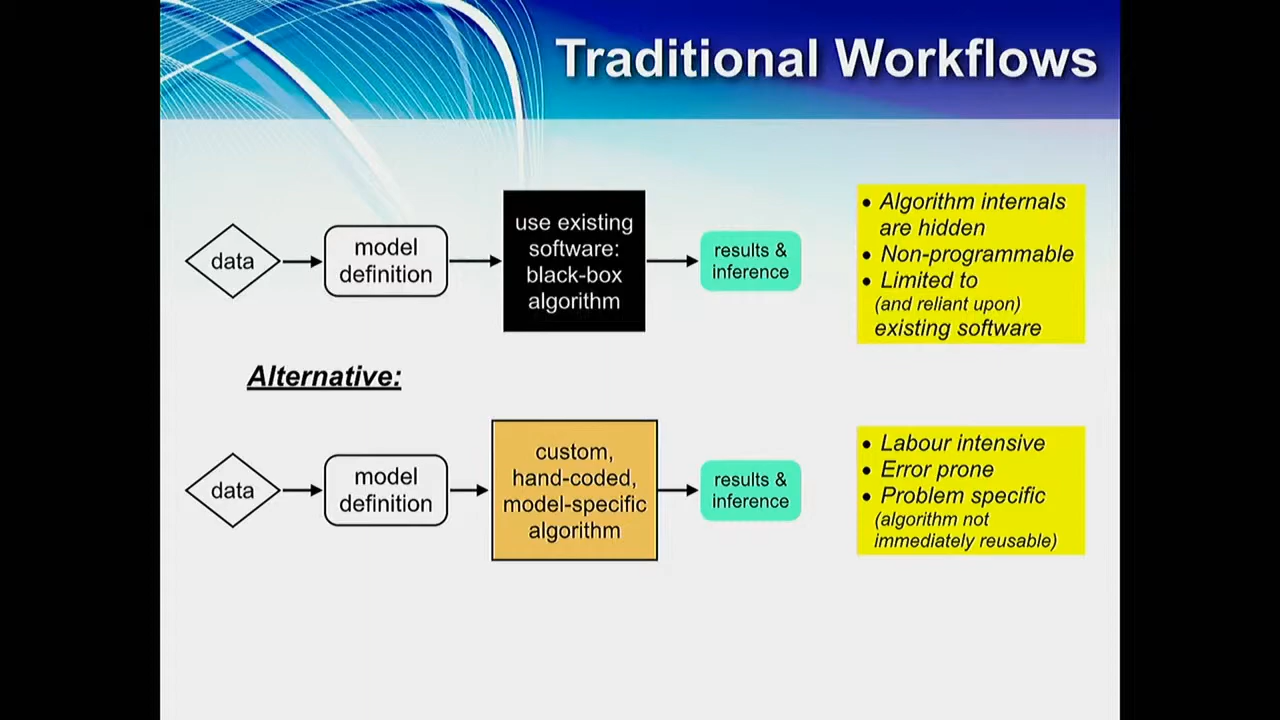 Traditional Workflows
data
model
definition
use existing
software:
black-box
algorithm
results &
inference
• Algorithm internals
are hidden
• Non-programmable
• Limited to
(and reliant upon)
existing software
Alternative:
data
model
definition
custom,
hand-coded,
model-specific
algorithm
results &
inference
• Labour intensive
• Error prone
• Problem specific
(algorithm not
immediately reusable)